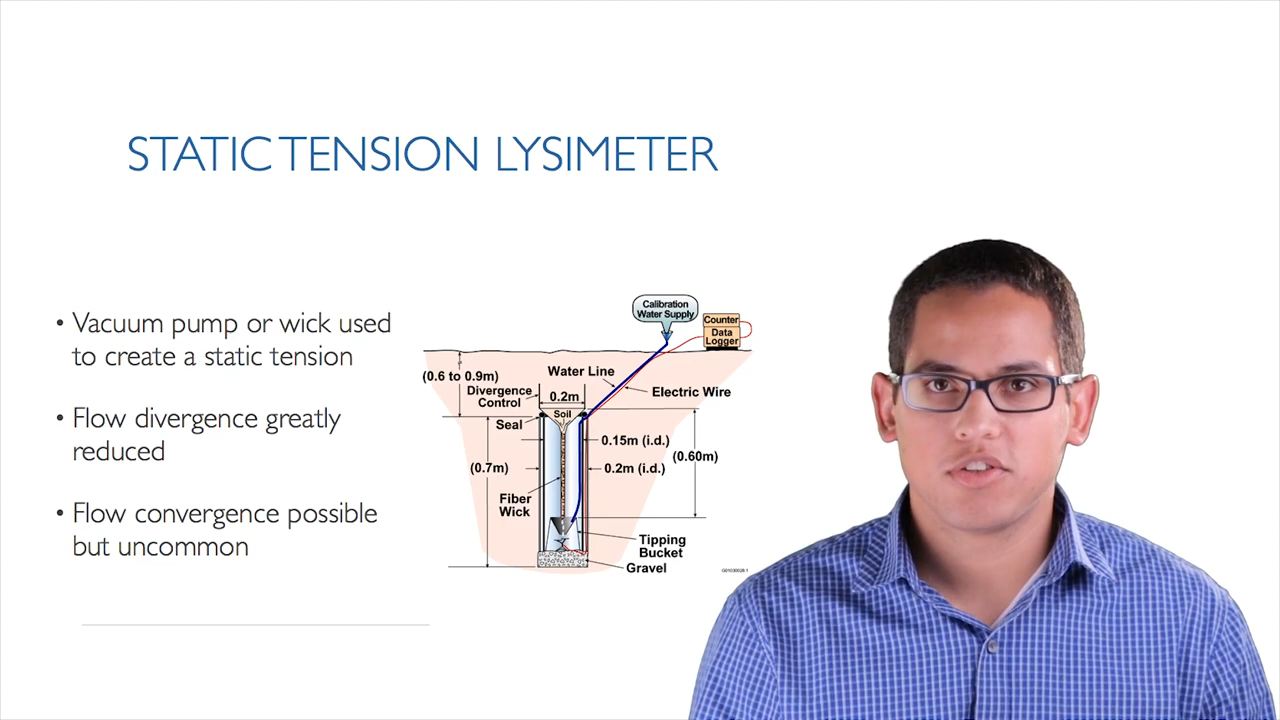 STATIC TENSION LYSIMETER
• Vacuum pump or wick used
to create a static tension
• Flow divergence greatly
reduced
• Flow convergence possible
but uncommon
Calibration
Water Supply
Counter
Data
Logger
(0.6 to 0.9m)
Water Line
Divergence
Control
0.2m
Electric Wire
Soil
Seal
0.15m (i.d.)
(0.60m)
(0.7m)
0.2m (i.d.)
Fiber
Wick
Tipping
Bucket
Gravel
G01030028.1